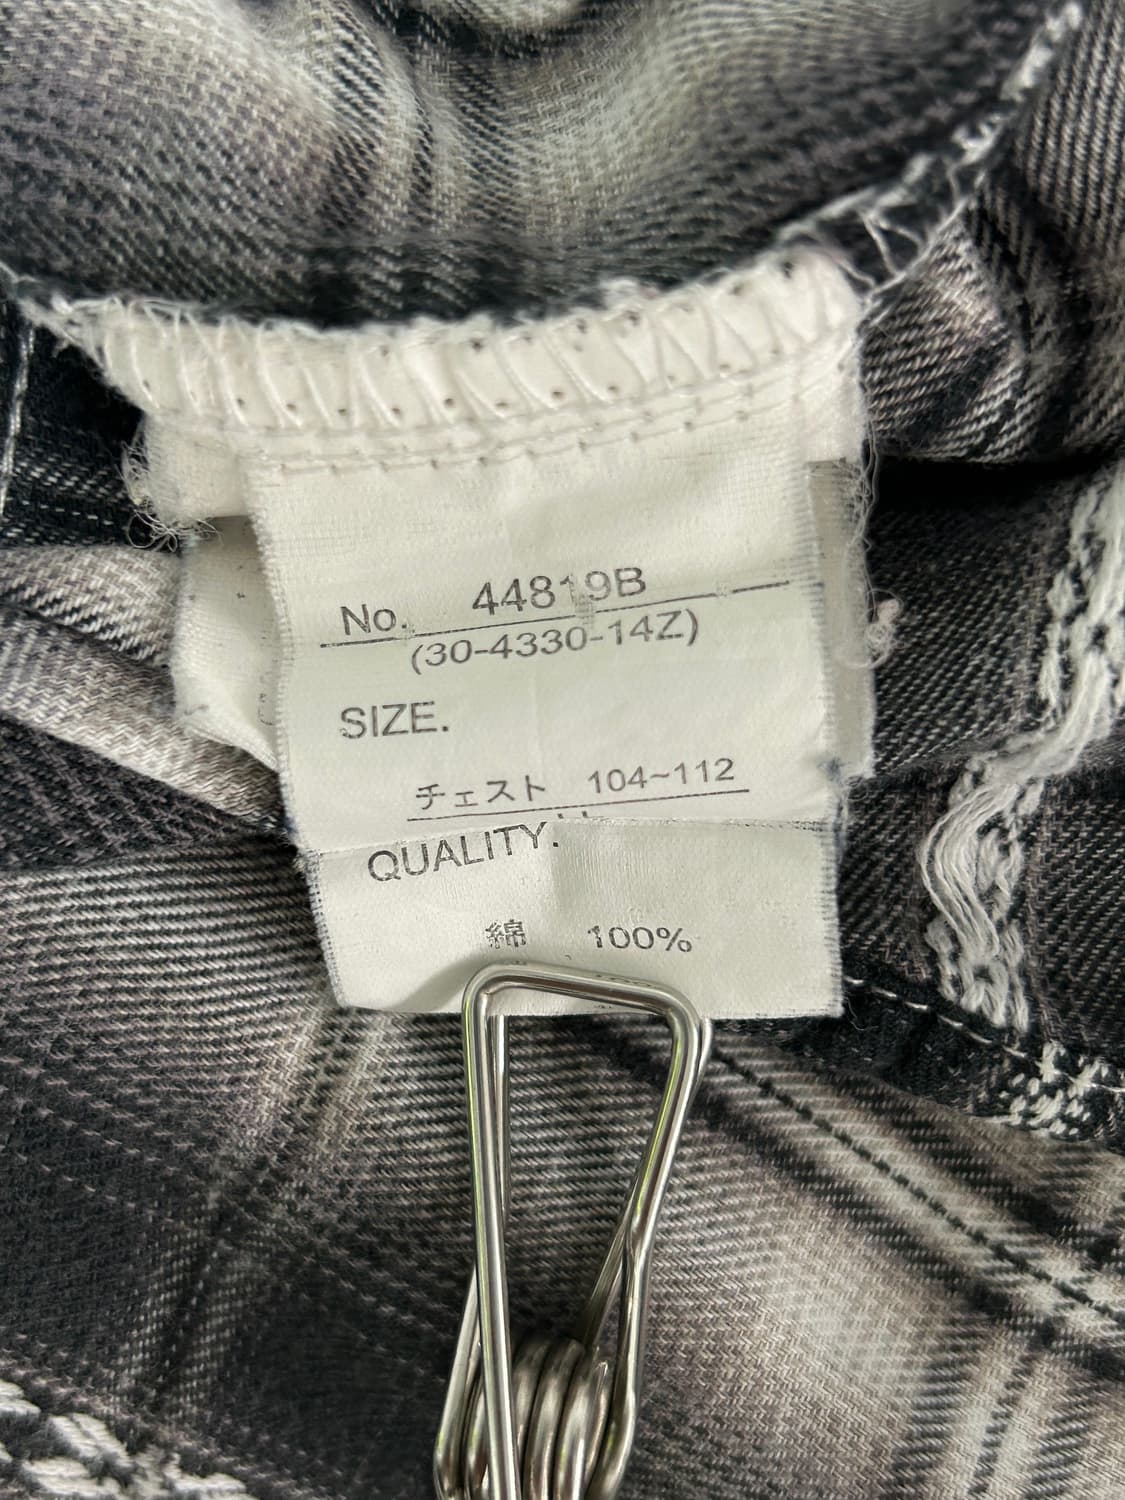 No. 44819B
(30-4330-14Z)
SIZE.
チェスト 104~112
QUALITY.
綿 100%